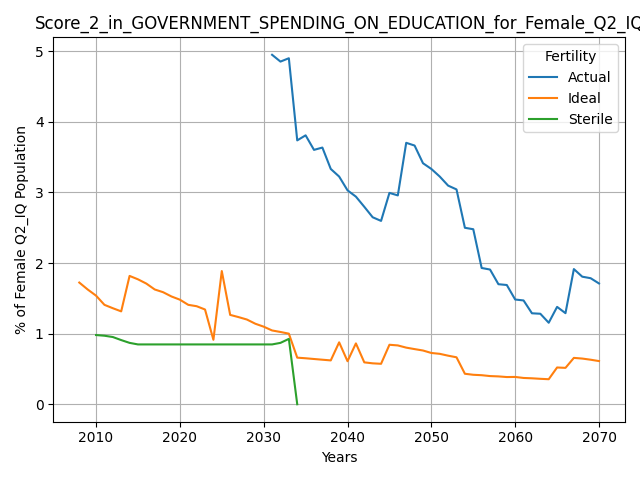 Score_2_in_GOVERNMENT_SPENDING_ON_EDUCATION_for_Female_Q2_IQ
5
4
3
2
1
0
% of Female Q2_IQ Population
Fertility
Actual
Ideal
Sterile
2010 2020 2030 2040 2050 2060 2070
Years